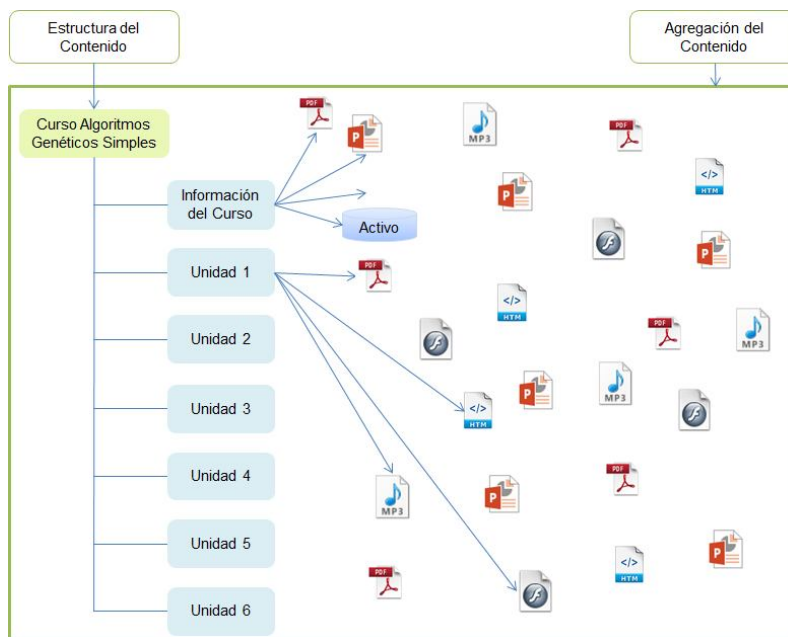 Estructura del
Contenido
Agregación del
Contenido
Curso Algoritmos
Genéticos Simples
PDF
P
MP3
PDF
</>
HTM
Información
del Curso
P
Activo
P
Unidad 1
PDF
</>
HTM
PDF
MP3
Unidad 2
MP3
P
Unidad 3
</>
HTM
Unidad 4
MP3
P
PDF
Unidad 5
P
</>
HTM
PDF
Unidad 6